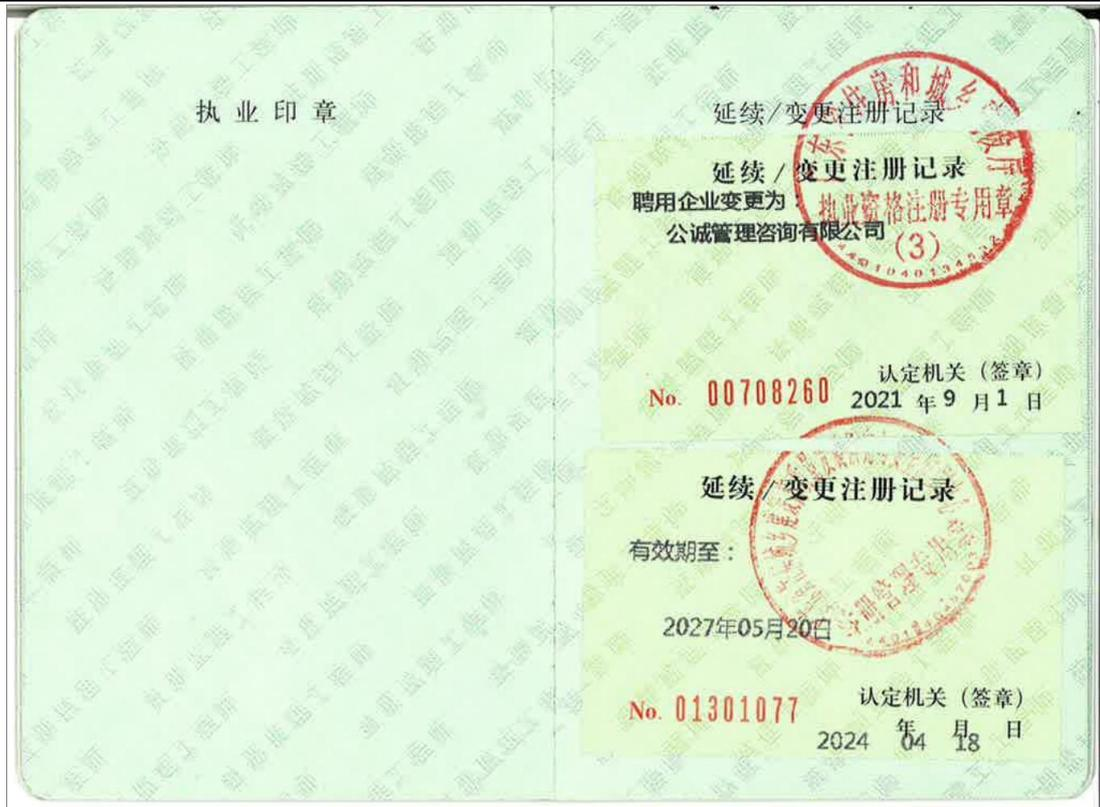 执业印章
延续/变更注册记录
延续/变更注册记录
聘用企业变更为:
公诚管理咨询有限公司
执业资格注册专用章
(3)
认定机关(签章)
No. 00708260
2021 年 9 月 1 日
延续/变更注册记录
有效期至:
2027年05月20日
No. 01301077
认定机关(签章)
年 月 日
2024 04 18